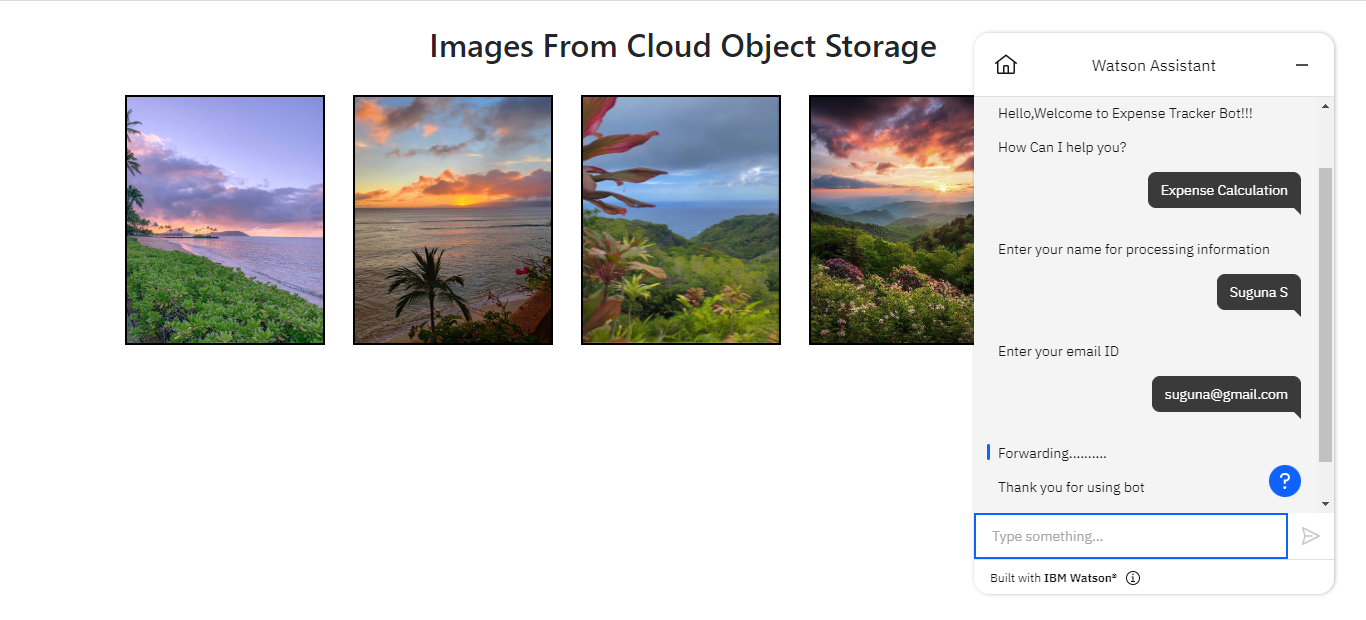 Images From Cloud Object Storage
Watson Assistant
Hello,Welcome to Expense Tracker Bot!!!
How Can I help you?
Expense Calculation
Enter your name for processing information
Suguna S
Enter your email ID
suguna@gmail.com
Forwarding..........
Thank you for using bot
?
Type something...
Built with IBM Watson®